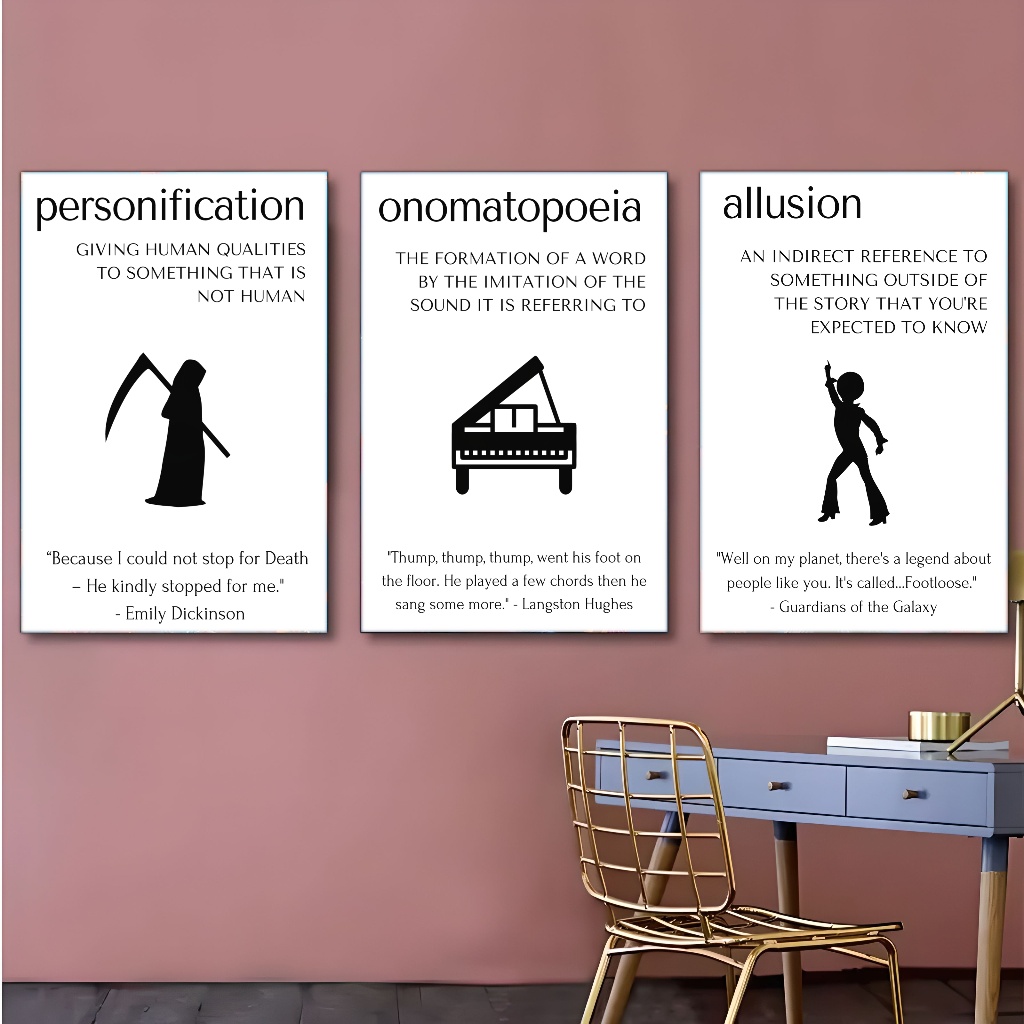 personification
GIVING HUMAN QUALITIES
TO SOMETHING THAT IS
NOT HUMAN
“Because I could not stop for Death
– He kindly stopped for me."
- Emily Dickinson
onomatopoeia
THE FORMATION OF A WORD
BY THE IMITATION OF THE
SOUND IT IS REFERRING TO
"Thump, thump, thump, went his foot on
the floor. He played a few chords then he
sang some more." - Langston Hughes
allusion
AN INDIRECT REFERENCE TO
SOMETHING OUTSIDE OF
THE STORY THAT YOU'RE
EXPECTED TO KNOW
"Well on my planet, there's a legend about
people like you. It's called...Footloose."
- Guardians of the Galaxy